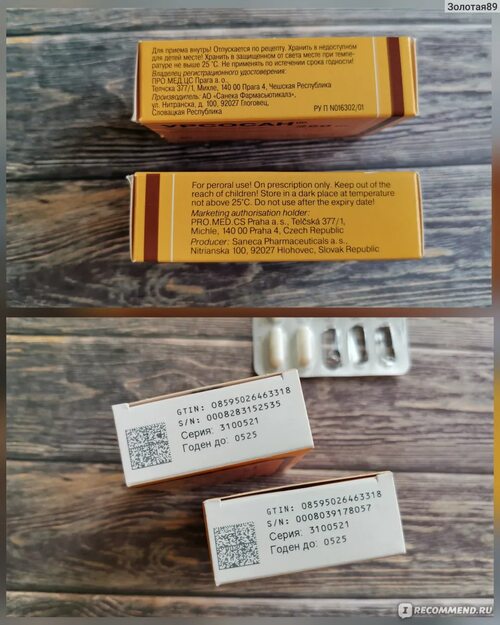 Золотая89
Для приема внутрь! Отпускается по рецепту. Хранить в недоступном
для детей месте! Хранить в защищенном от света месте при темпе-
ратуре не выше 25˚C. Не применять по истечении срока годности!
Владелец регистрационного удостоверения:
ПРО.МЕД.ЦС Прага а.о.,
Телчска 377/1, Михле, 140 00 Прага 4, Чешская Республика
Производитель: АО «Санека Фармасьютикалз»,
ул. Нитранска, д. 100, 92027 Глоговец,
Словацкая Республика
РУ П N016302/01
УРСОСАН
For peroral use! On prescription only. Keep out of the
reach of children! Store in a dark place at temperature
not above 25˚C. Do not use after the expiry date!
Marketing authorisation holder:
PRO.MED.CS Praha a. s., Telčská 377/1,
Michle, 140 00 Praha 4, Czech Republic
Producer: Saneca Pharmaceuticals a. s.,
Nitrianska 100, 92027 Hlohovec, Slovak Republic
GTIN: 08595026463318
S/N: 0008283152535
Серия: 3100521
Годен до: 0525
GTIN: 08595026463318
S/N: 0008039178057
Серия: 3100521
Годен до: 0525
I RECOMMEND.RU